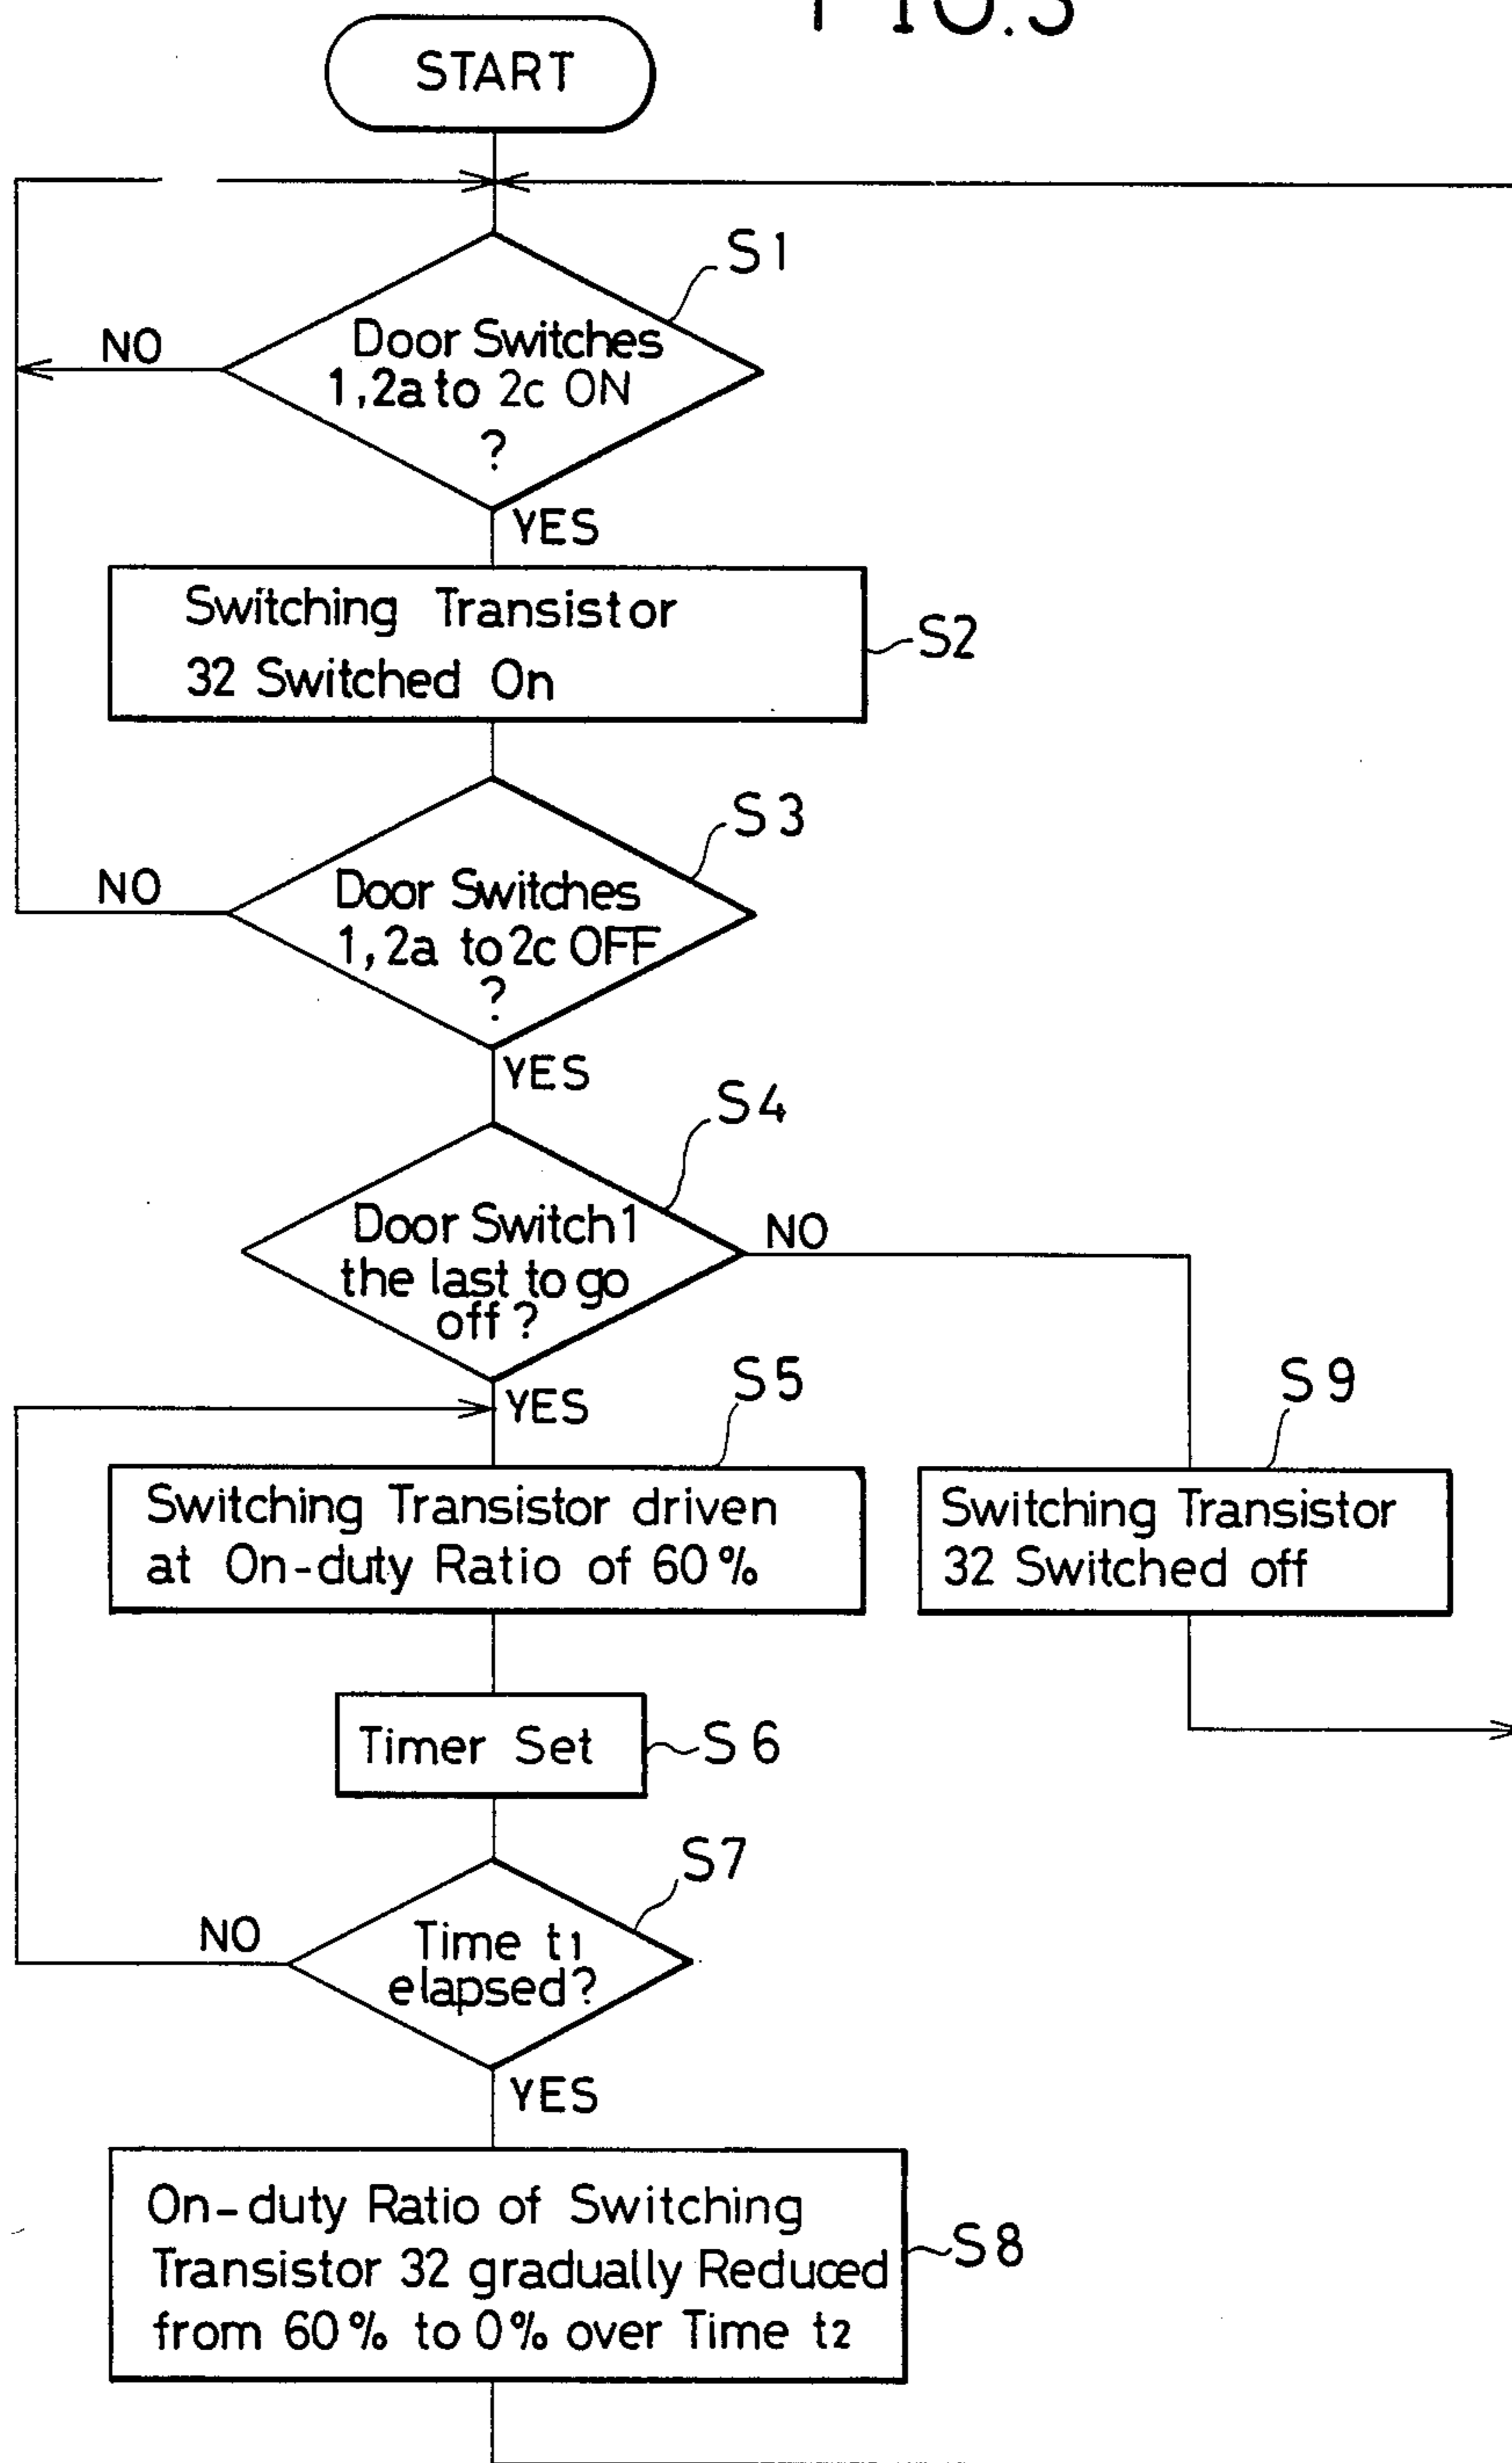 FIG.3
START
S1
Door Switches
1,2a to 2c ON
?
NO
YES
Switching Transistor
32 Switched On
S2
S3
Door Switches
1,2a to 2c OFF
?
NO
YES
S4
Door Switch 1
the last to go
off?
NO
YES
S5
Switching Transistor driven
at On-duty Ratio of 60%
S9
Switching Transistor
32 Switched off
Timer Set
S6
S7
Time t1
elapsed?
NO
YES
On-duty Ratio of Switching
Transistor 32 gradually Reduced
from 60% to 0% over Time t2
S8